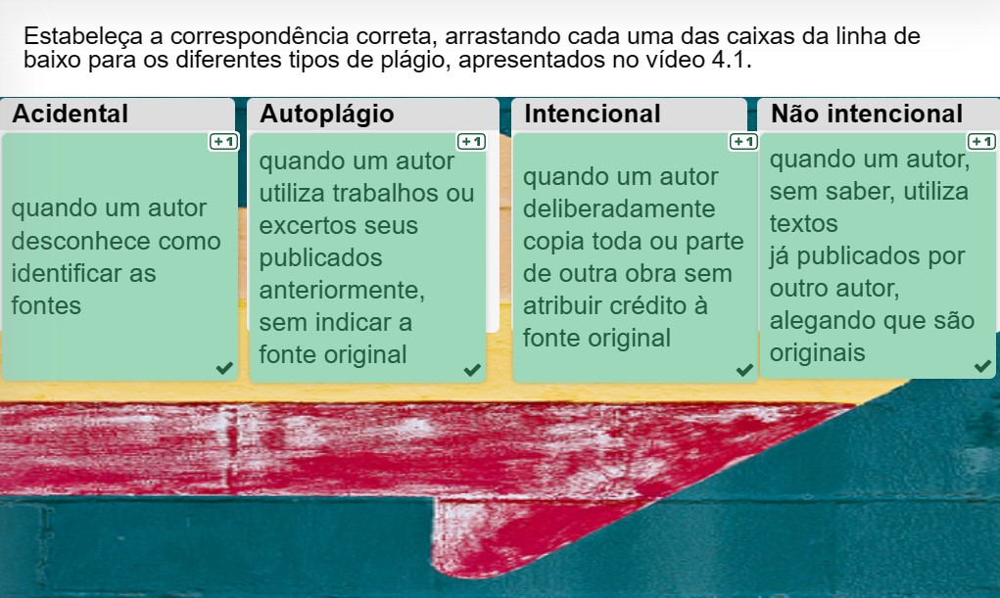 Estabeleça a correspondência correta, arrastando cada uma das caixas da linha de
baixo para os diferentes tipos de plágio, apresentados no vídeo 4.1.
Acidental
+1
quando um autor
desconhece como
identificar as
fontes
Autoplágio
+1
quando um autor
utiliza trabalhos ou
excertos seus
publicados
anteriormente,
sem indicar a
fonte original
Intencional
+1
quando um autor
deliberadamente
copia toda ou parte
de outra obra sem
atribuir crédito à
fonte original
Não intencional
+1
quando um autor,
sem saber, utiliza
textos
já publicados por
outro autor,
alegando que são
originais